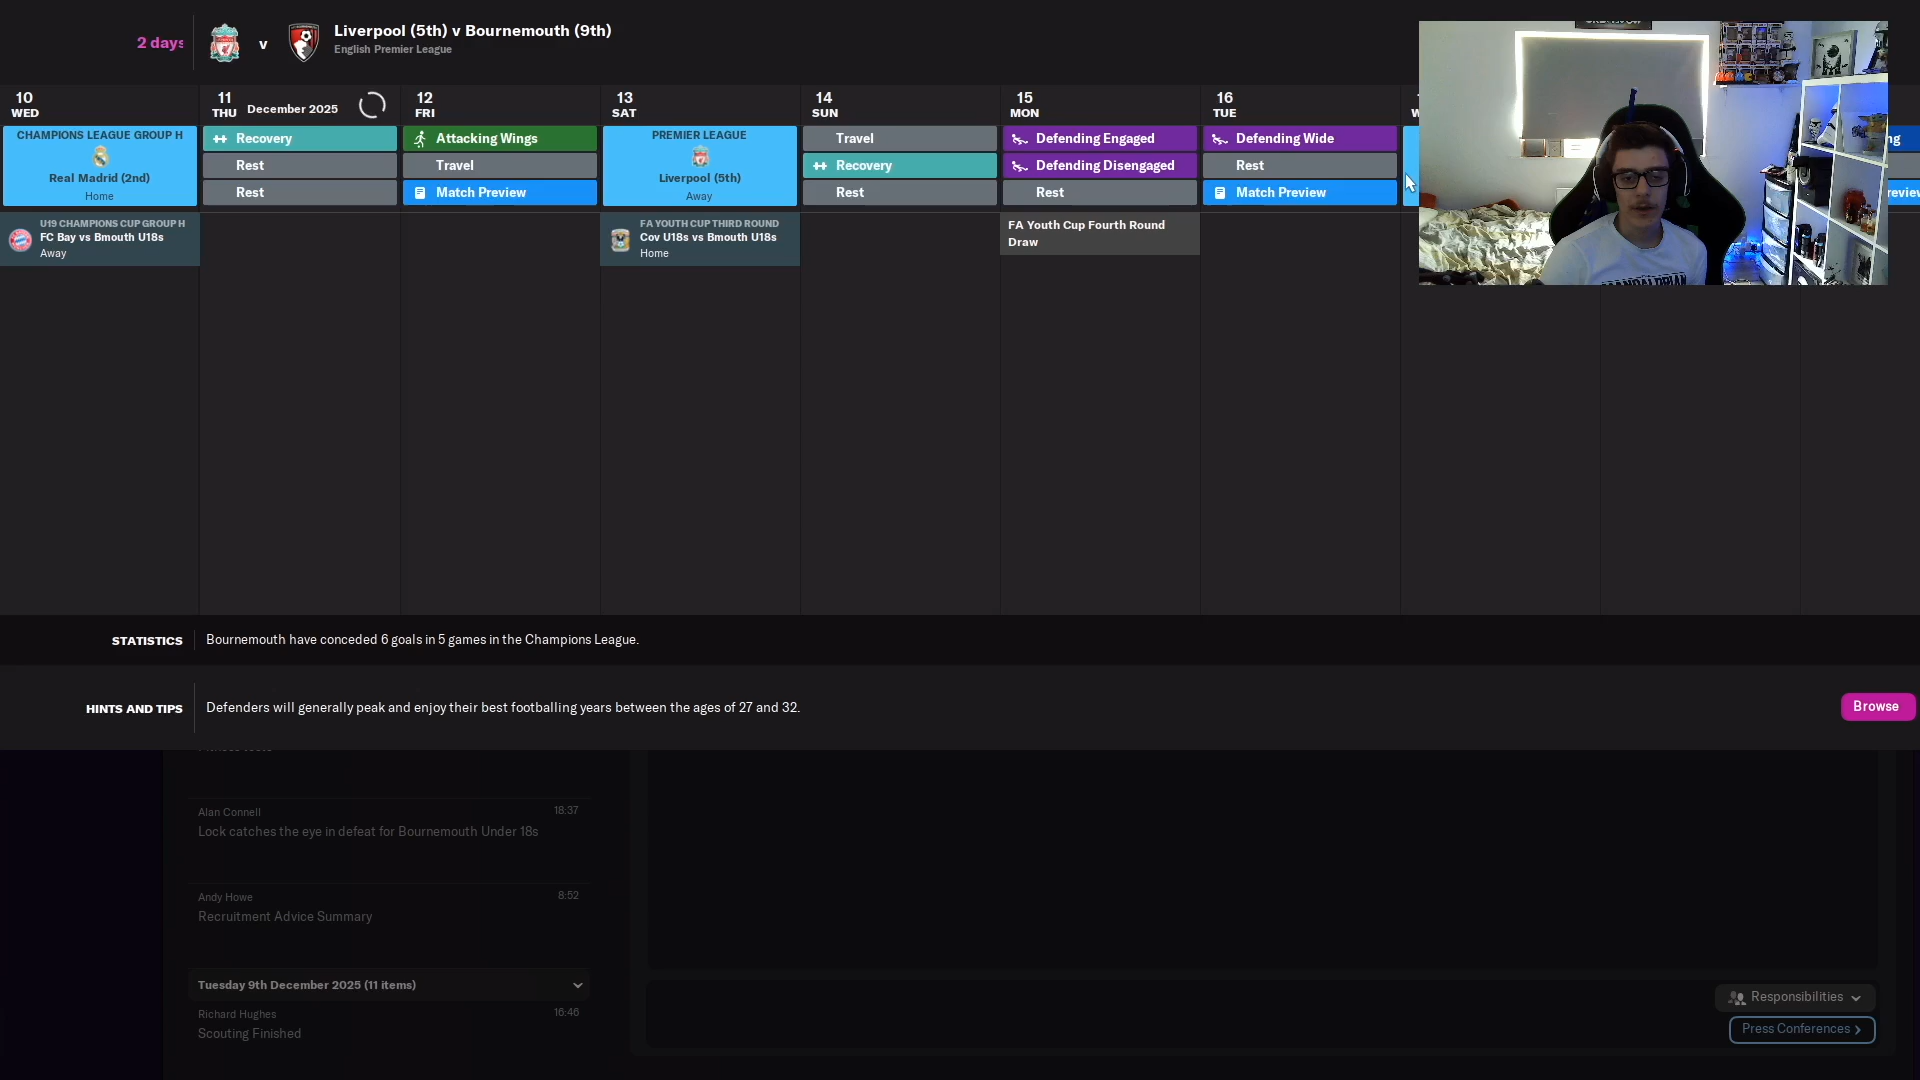 2 days
v
Liverpool (5th) v Bournemouth (9th)
English Premier League
10
WED
11
THU
December 2025
12
FRI
13
SAT
14
SUN
15
MON
16
TUE
CHAMPIONS LEAGUE GROUP H
Real Madrid (2nd)
Home
Recovery
Rest
Rest
Attacking Wings
Travel
Match Preview
PREMIER LEAGUE
Liverpool (5th)
Away
Travel
Recovery
Rest
Defending Engaged
Defending Disengaged
Rest
Defending Wide
Rest
Match Preview
U19 CHAMPIONS CUP GROUP H
FC Bay vs Bmouth U18s
Away
FA YOUTH CUP THIRD ROUND
Cov U18s vs Bmouth U18s
Home
FA Youth Cup Fourth Round
Draw
STATISTICS
Bournemouth have conceded 6 goals in 5 games in the Champions League.
HINTS AND TIPS
Defenders will generally peak and enjoy their best footballing years between the ages of 27 and 32.
Browse
Alan Connell
18:37
Lock catches the eye in defeat for Bournemouth Under 18s
Andy Howe
8:52
Recruitment Advice Summary
Tuesday 9th December 2025 (11 items)
Richard Hughes
16:46
Scouting Finished
Responsibilities
Press Conferences